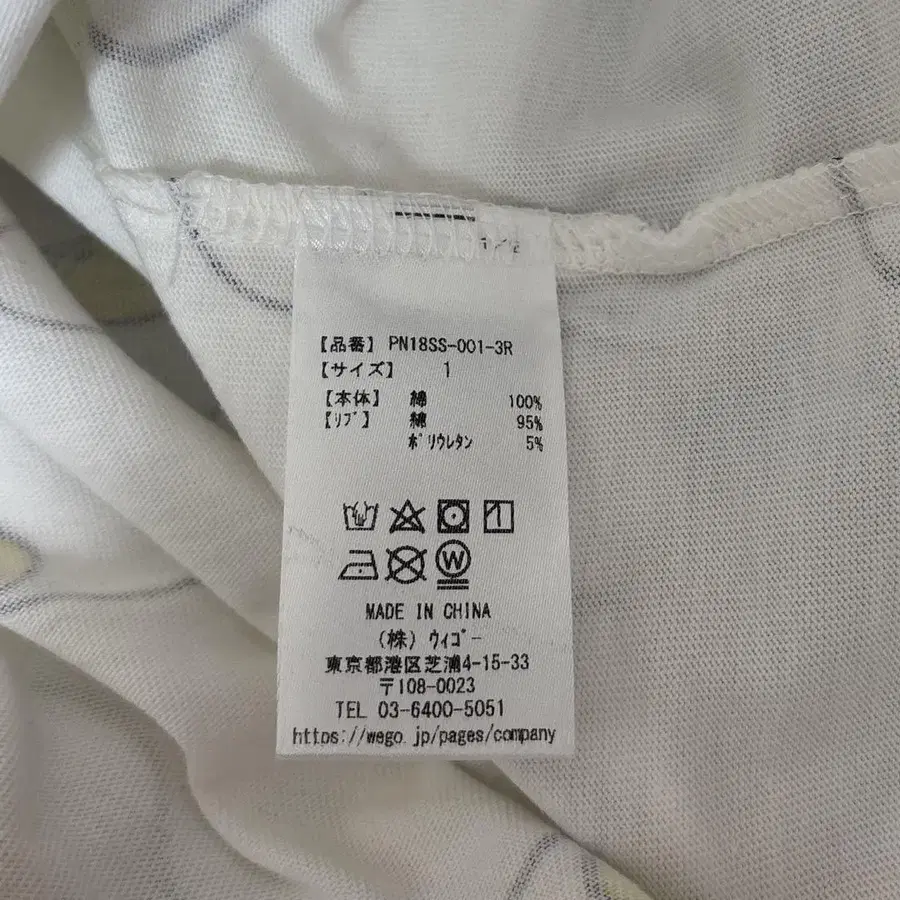 【品番】 PN18SS-001-3R
【サイズ】 1
【本体】 綿 100%
【ﾘﾌﾞ】 綿 95%
ﾎﾟﾘｳﾚﾀﾝ 5%
W
MADE IN CHINA
(株) ｳｨｺﾞｰ
東京都港区芝浦4-15-33
〒108-0023
TEL 03-6400-5051
https://wego.jp/pages/company